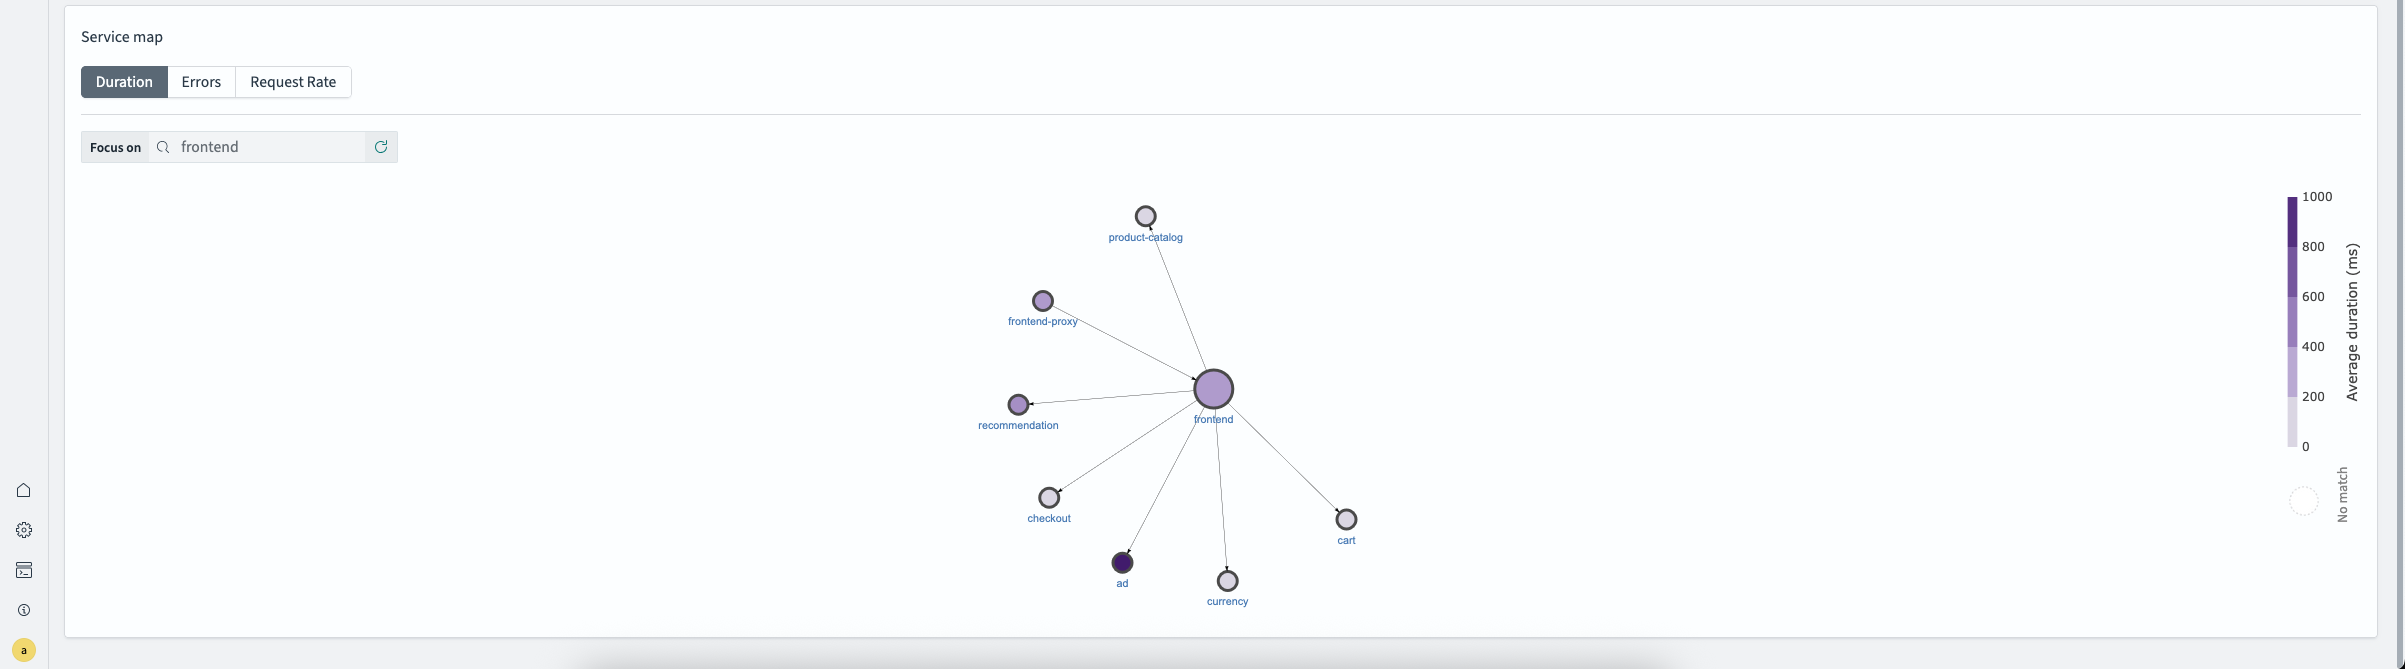 Service map
Duration Errors Request Rate
Focus on frontend
1000
800
600
400
200
0
Average duration (ms)
No match
product-catalog
frontend-proxy
frontend
recommendation
checkout
cart
ad
currency
a